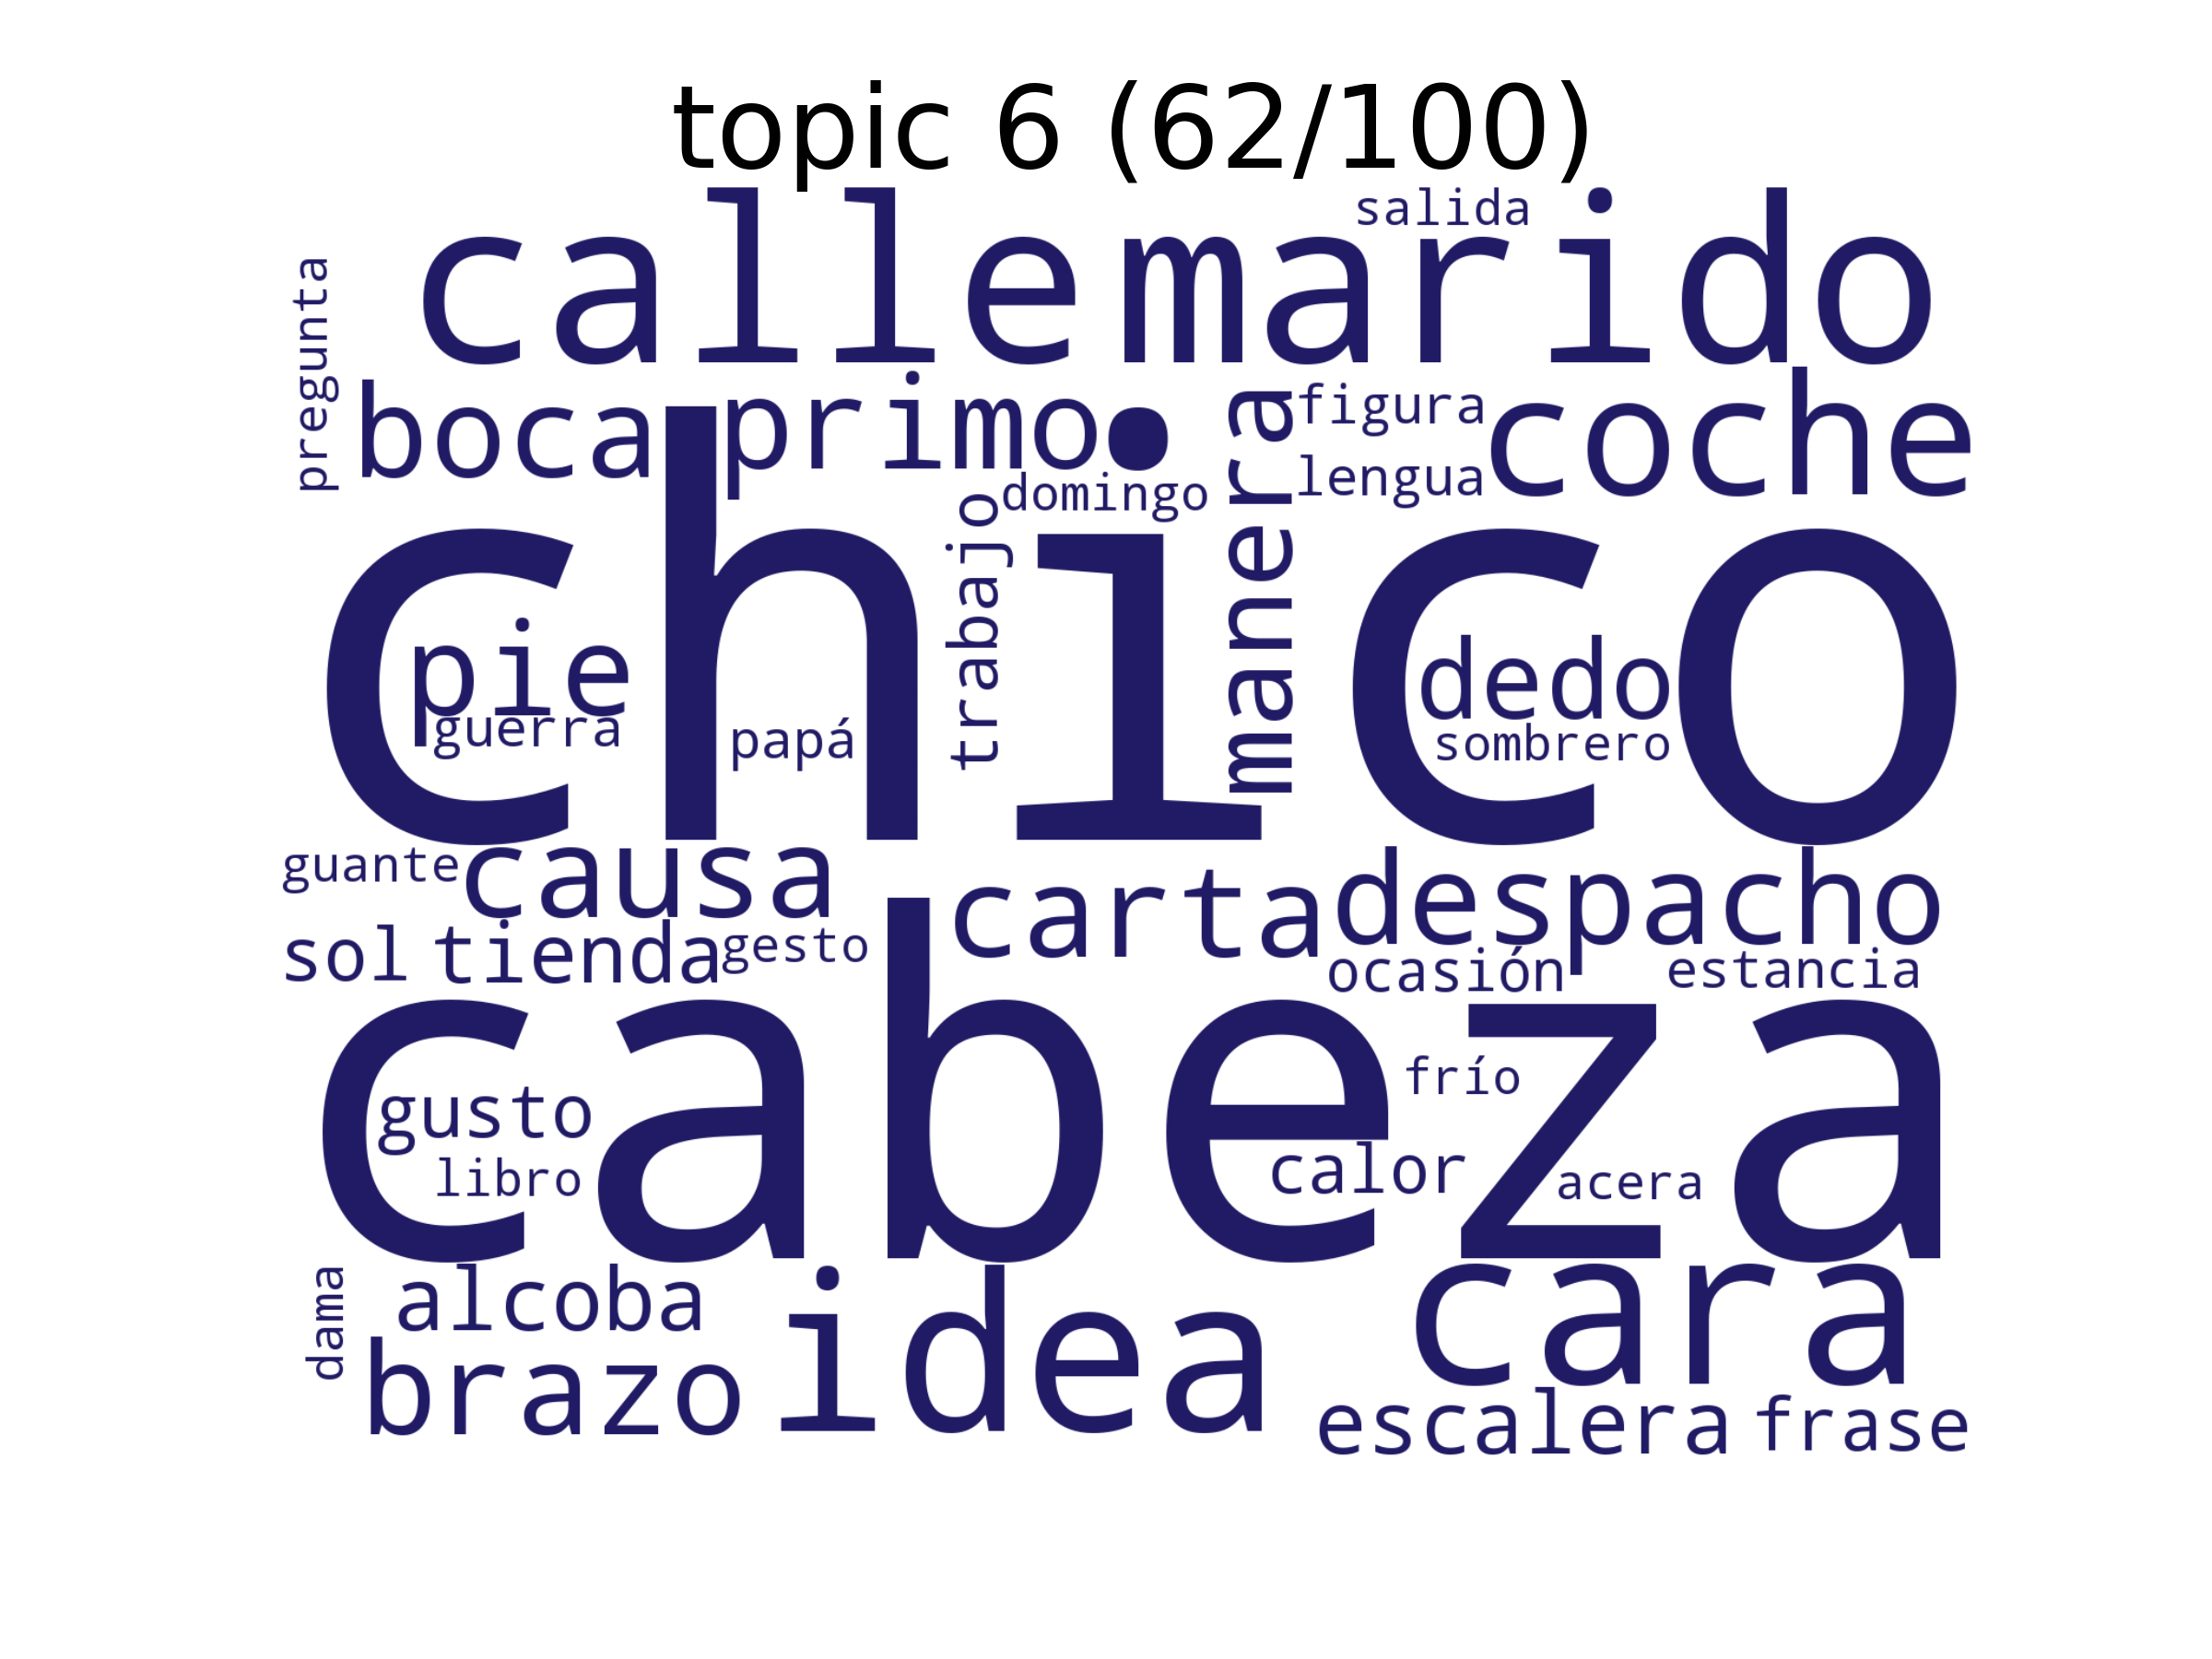 topic 6 (62/100)
salida
calle marido
pregunta
boca primo manera figura coche
lengua
domingo
trabajo
chico
pie
dedo
guerra papá sombrero
guante causa carta despacho
sol tienda gesto ocasión estancia
cabeza
frío
gusto
libro calor acera
dama alcoba idea cara
brazo escalera frase